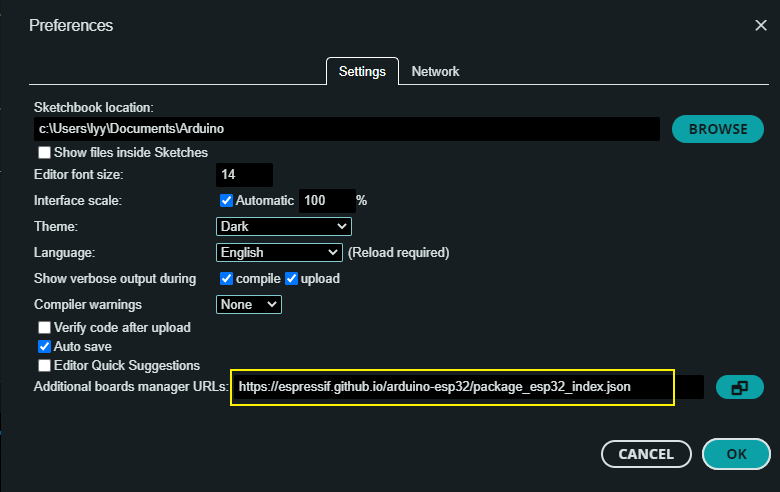 Preferences
Settings Network
Sketchbook location:
c:\Users\lyy\Documents\Arduino BROWSE
Show files inside Sketches
Editor font size: 14
Interface scale: Automatic 100 %
Theme: Dark
Language: English (Reload required)
Show verbose output during compile upload
Compiler warnings None
Verify code after upload
Auto save
Editor Quick Suggestions
Additional boards manager URLs: https://espressif.github.io/arduino-esp32/package_esp32_index.json
CANCEL OK